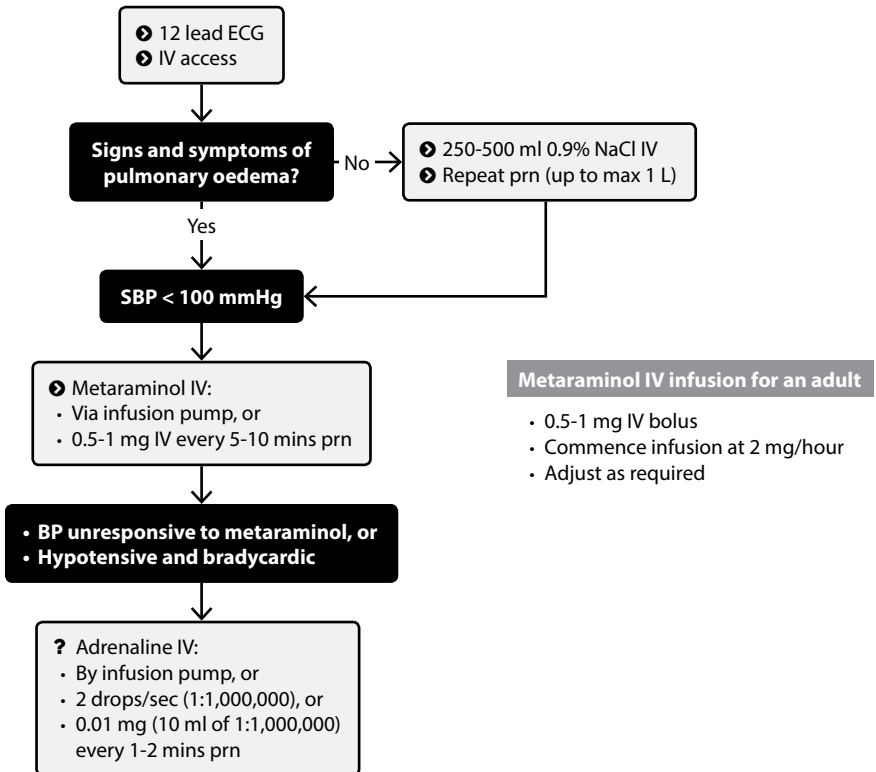 12 lead ECG
IV access
Signs and symptoms of
pulmonary oedema?
No
250-500 ml 0.9% NaCl IV
Repeat prn (up to max 1 L)
Yes
SBP < 100 mmHg
Metaraminol IV:
• Via infusion pump, or
• 0.5-1 mg IV every 5-10 mins prn
Metaraminol IV infusion for an adult
• 0.5-1 mg IV bolus
• Commence infusion at 2 mg/hour
• Adjust as required
• BP unresponsive to metaraminol, or
• Hypotensive and bradycardic
? Adrenaline IV:
• By infusion pump, or
• 2 drops/sec (1:1,000,000), or
• 0.01 mg (10 ml of 1:1,000,000)
every 1-2 mins prn